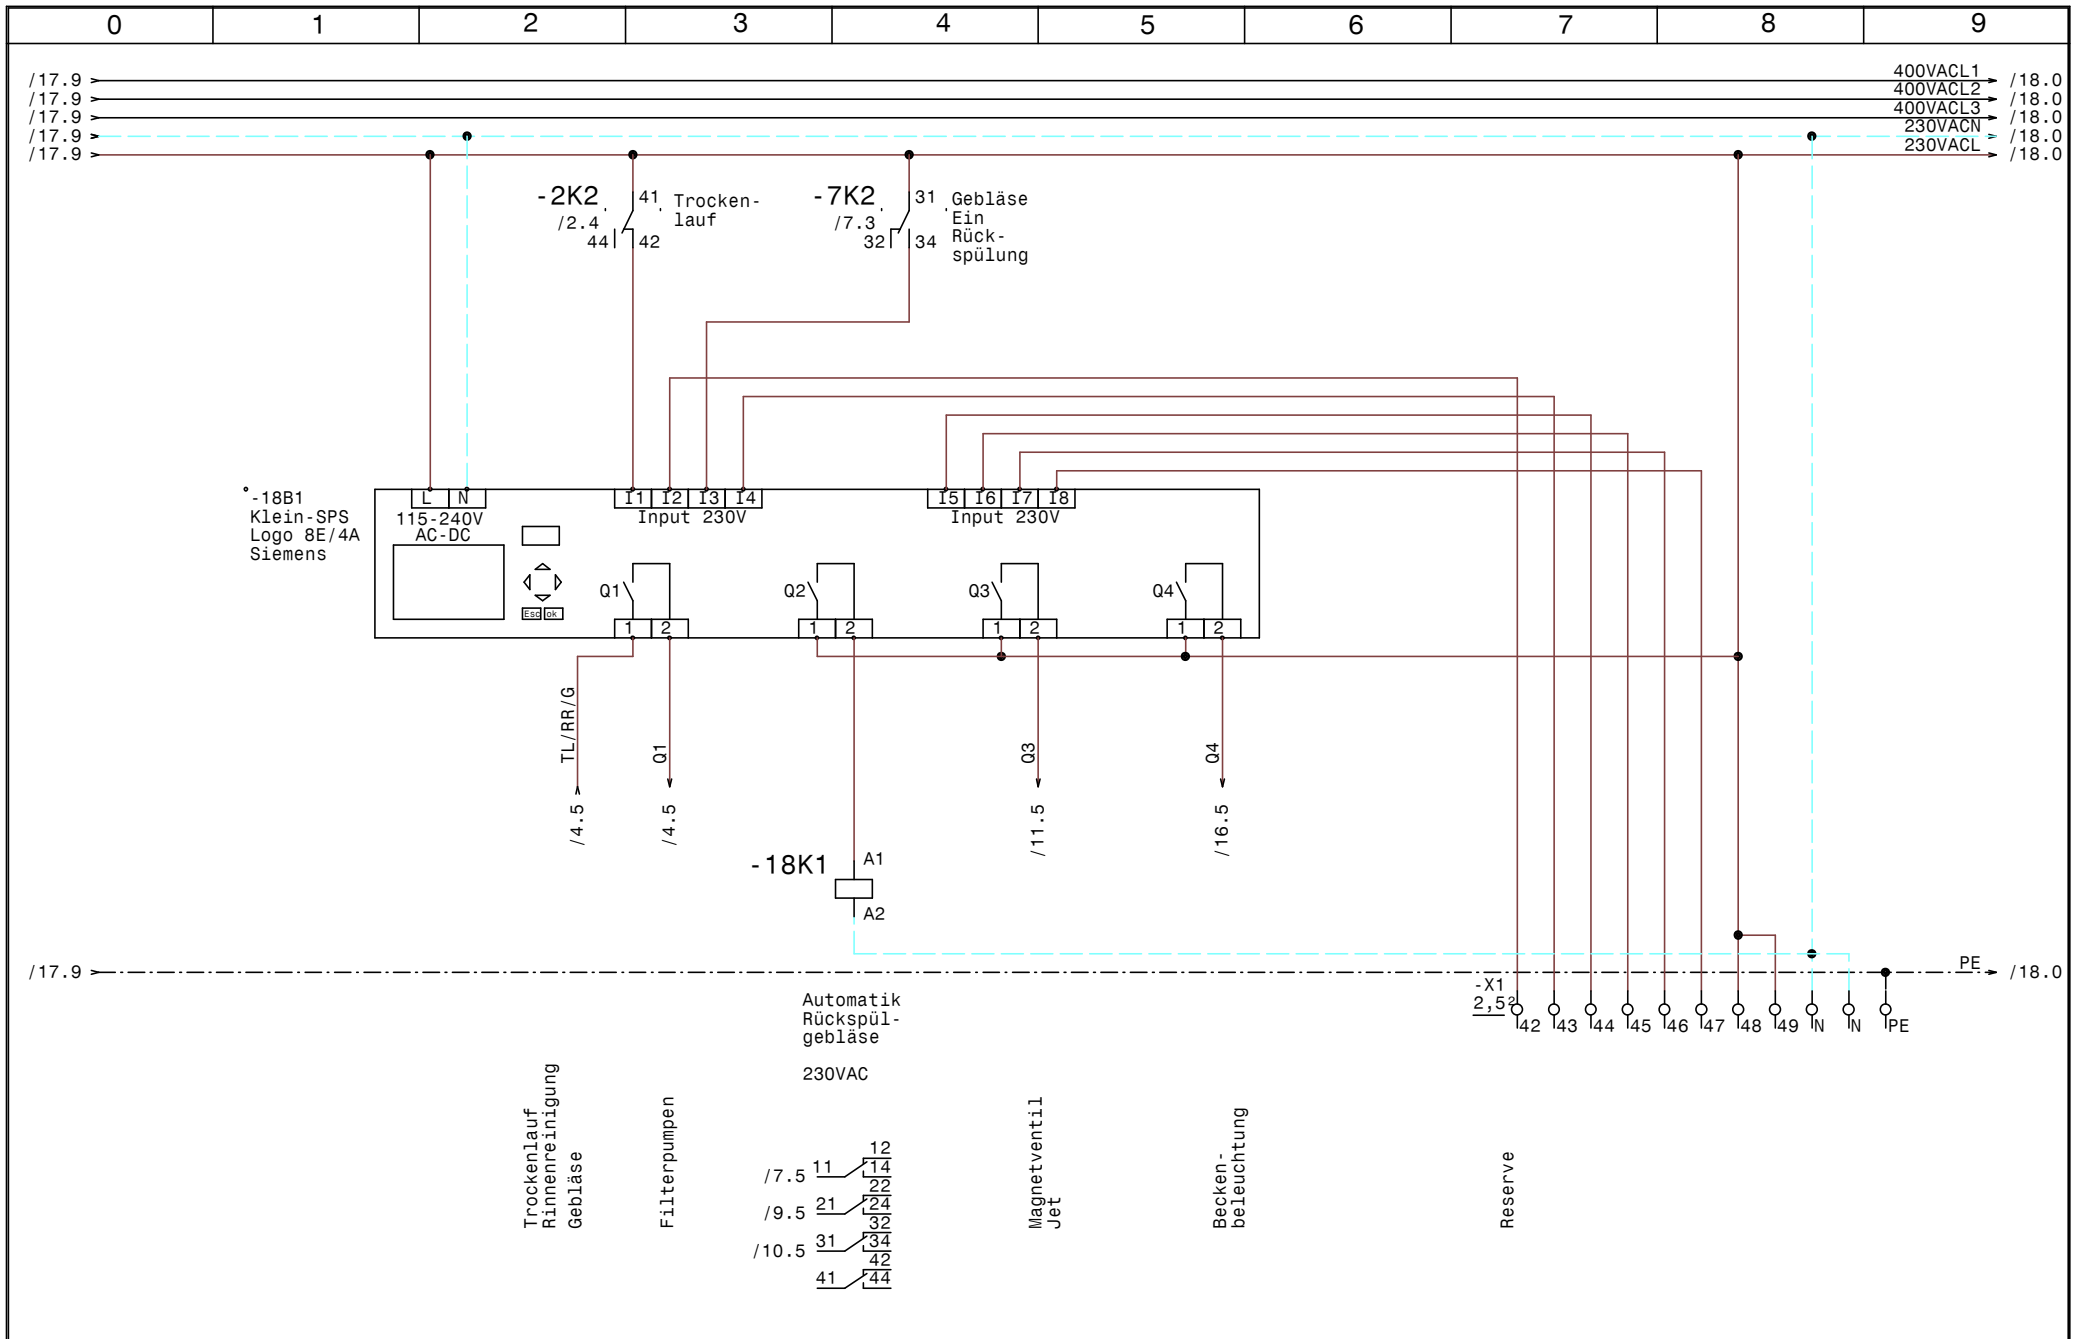 0 1 2 3 4 5 6 7 8 9
/17.9 400VACL1 /18.0
/17.9 400VACL2 /18.0
/17.9 400VACL3 /18.0
/17.9 230VACN /18.0
/17.9 230VACL /18.0
-2K2
/2.4
41
44
42
Trocken-
lauf
-7K2
/7.3
31
32
34
Gebläse
Ein
Rück-
spülung
-18B1
Klein-SPS
Logo 8E/4A
Siemens
L N
115-240V
AC-DC
I1 I2 I3 I4
Input 230V
I5 I6 I7 I8
Input 230V
Esc ok
Q1
1 2
Q2
1 2
Q3
1 2
Q4
1 2
TL/RR/G
/4.5
Q1
/4.5
Q3
/11.5
Q4
/16.5
-18K1
A1
A2
/17.9 PE /18.0
-X1
2,5²
42 43 44 45 46 47 48 49 N N PE
Automatik
Rückspül-
gebläse
230VAC
Trockenlauf
Rinnenreinigung
Gebläse
Filterpumpen
Magnetventil
Jet
Becken-
beleuchtung
Reserve
12
/7.5 11 14
22
/9.5 21 24
32
/10.5 31 34
42
41 44